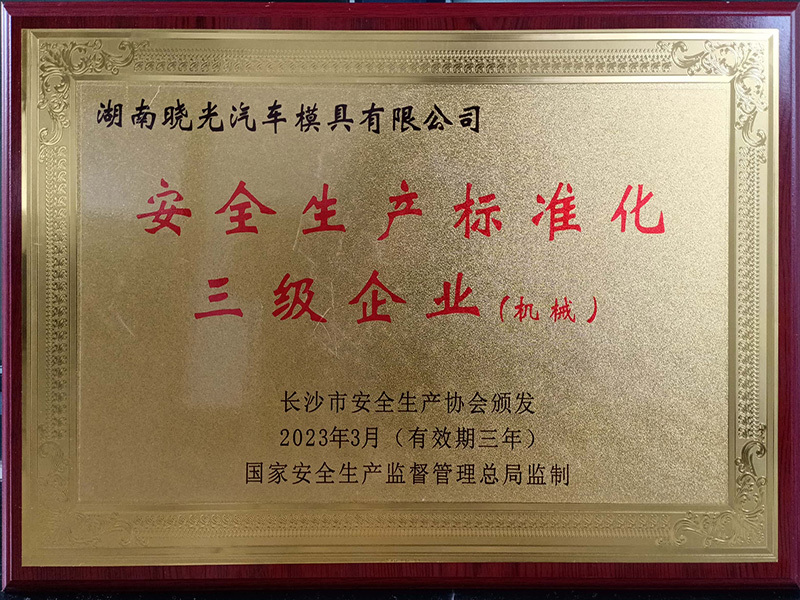 湖南晓光汽车模具有限公司
安全生产标准化
三级企业(机械)
长沙市安全生产协会颁发
2023年3月(有效期三年)
国家安全生产监督管理总局监制